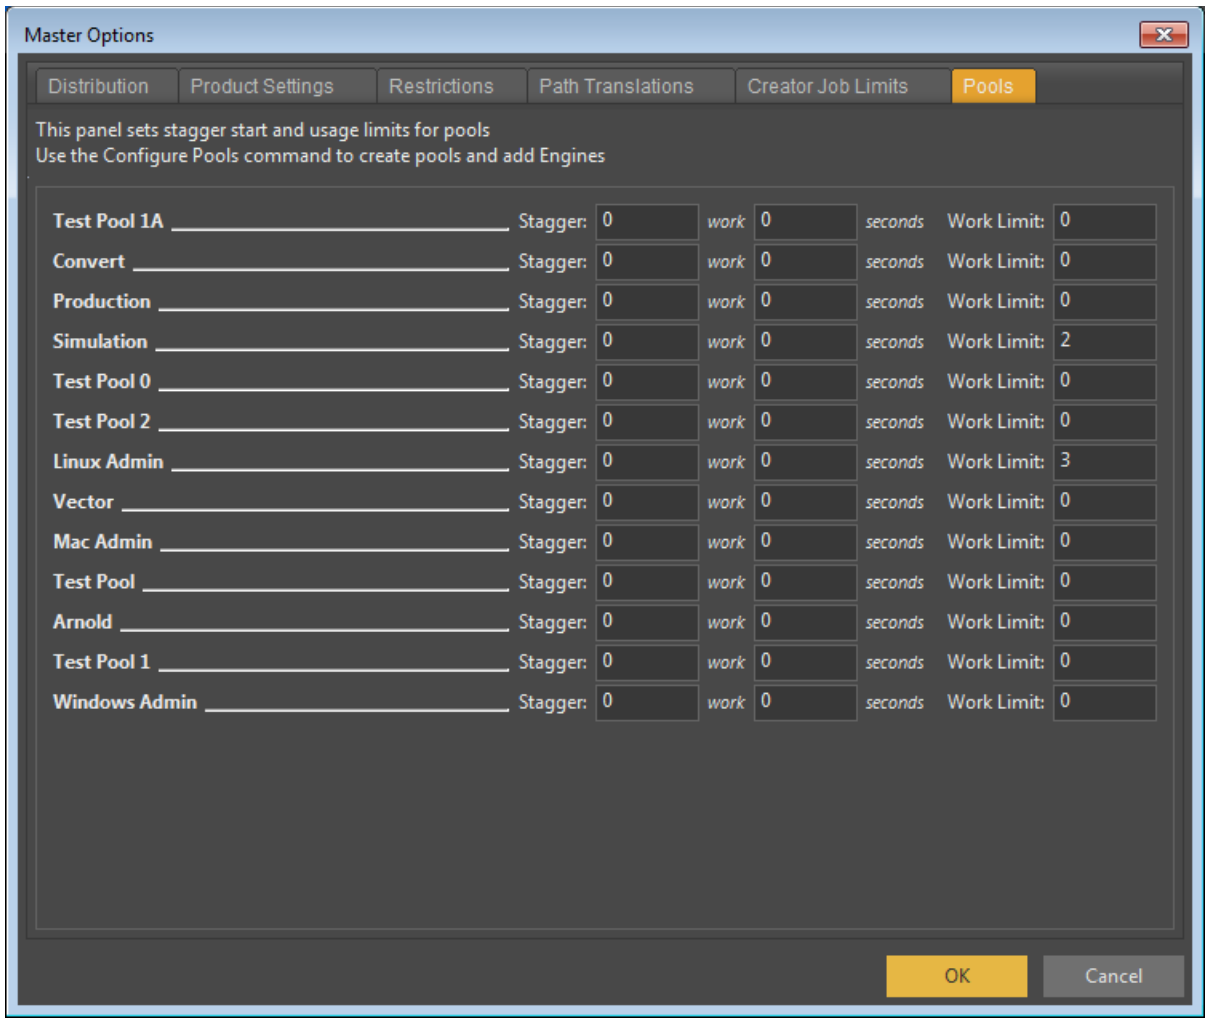 Master Options
Distribution Product Settings Restrictions Path Translations Creator Job Limits Pools
This panel sets stagger start and usage limits for pools
Use the Configure Pools command to create pools and add Engines
Test Pool 1A Stagger: 0 work 0 seconds Work Limit: 0
Convert Stagger: 0 work 0 seconds Work Limit: 0
Production Stagger: 0 work 0 seconds Work Limit: 0
Simulation Stagger: 0 work 0 seconds Work Limit: 2
Test Pool 0 Stagger: 0 work 0 seconds Work Limit: 0
Test Pool 2 Stagger: 0 work 0 seconds Work Limit: 0
Linux Admin Stagger: 0 work 0 seconds Work Limit: 3
Vector Stagger: 0 work 0 seconds Work Limit: 0
Mac Admin Stagger: 0 work 0 seconds Work Limit: 0
Test Pool Stagger: 0 work 0 seconds Work Limit: 0
Arnold Stagger: 0 work 0 seconds Work Limit: 0
Test Pool 1 Stagger: 0 work 0 seconds Work Limit: 0
Windows Admin Stagger: 0 work 0 seconds Work Limit: 0
OK Cancel